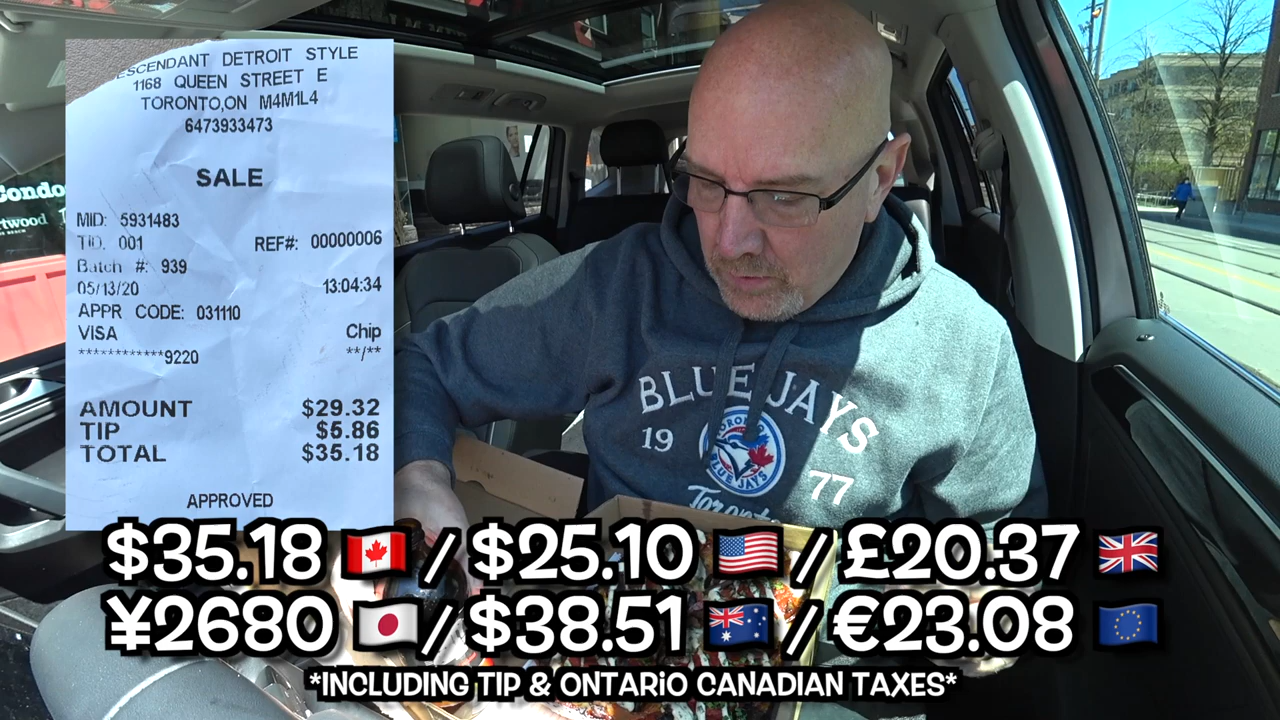 ESCENDANT DETROIT STYLE
1168 QUEEN STREET E
TORONTO,ON M4M1L4
6473933473
SALE
MID: 5931483
TID. 001 REF#: 00000006
Batch #: 939
05/13/20 13:04:34
APPR CODE: 031110
VISA Chip
************9220 **/**
AMOUNT $29.32
TIP $5.86
TOTAL $35.18
APPROVED
BLUE JAYS
19 77
TORONTO
BLUE JAYS
Toronto
$35.18 / $25.10 / £20.37
¥2680 / $38.51 / €23.08
*INCLUDING TIP & ONTARIO CANADIAN TAXES*